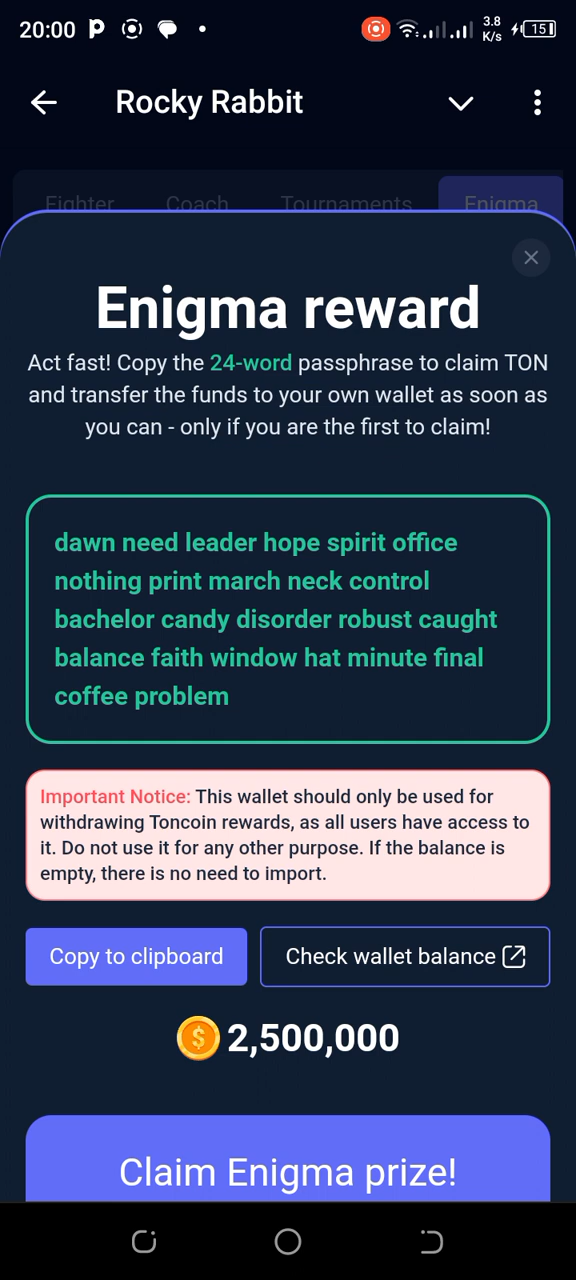 20:00
3.8
K/s
15
Rocky Rabbit
Fighter Coach Tournaments Enigma
Enigma reward
Act fast! Copy the 24-word passphrase to claim TON
and transfer the funds to your own wallet as soon as
you can - only if you are the first to claim!
dawn need leader hope spirit office
nothing print march neck control
bachelor candy disorder robust caught
balance faith window hat minute final
coffee problem
Important Notice: This wallet should only be used for
withdrawing Toncoin rewards, as all users have access to
it. Do not use it for any other purpose. If the balance is
empty, there is no need to import.
Copy to clipboard
Check wallet balance
2,500,000
Claim Enigma prize!